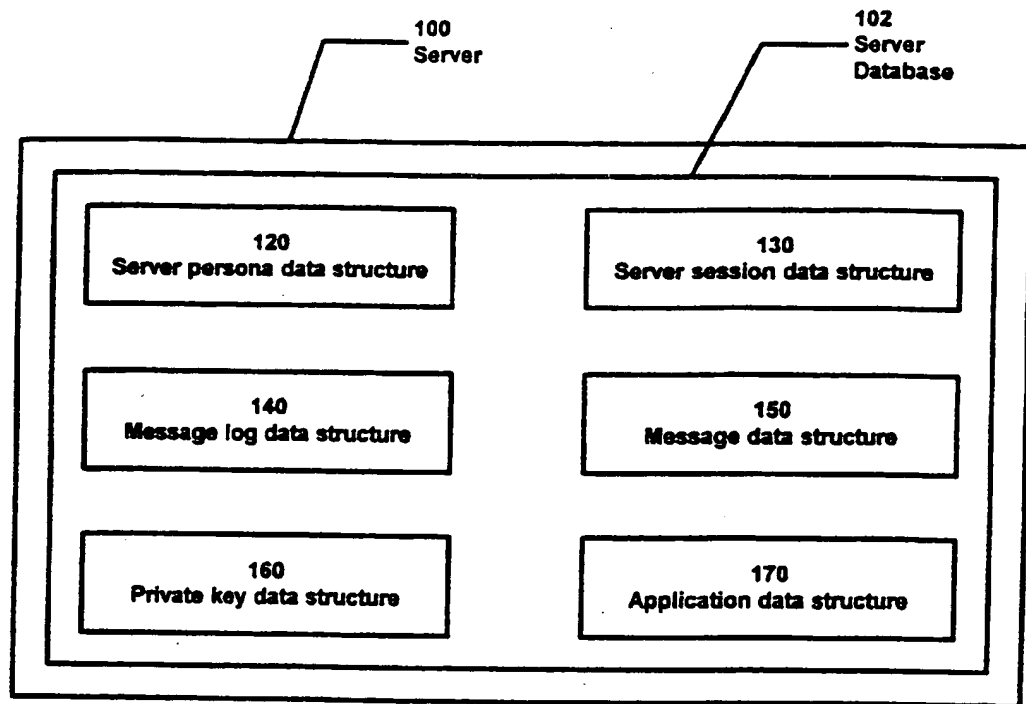 100
Server
102
Server
Database
120
Server persona data structure
130
Server session data structure
140
Message log data structure
150
Message data structure
160
Private key data structure
170
Application data structure